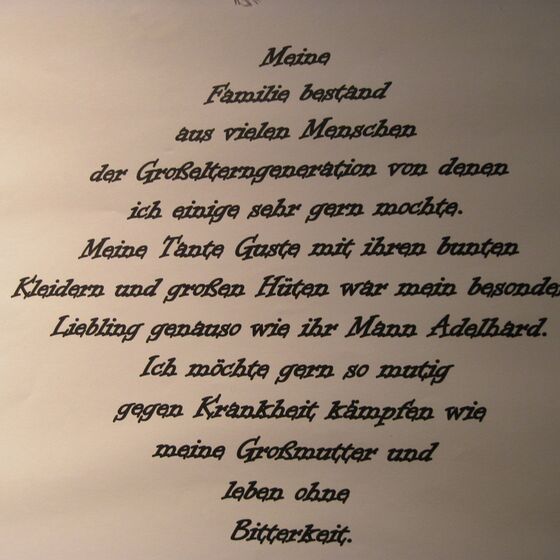 Meine
Familie bestand
aus vielen Menschen
der Großelterngeneration von denen
ich einige sehr gern mochte.
Meine Tante Guste mit ihren bunten
Kleidern und großen Hüten war mein besonde
Liebling genauso wie ihr Mann Adelhard.
Ich möchte gern so mutig
gegen Krankheit kämpfen wie
meine Großmutter und
leben ohne
Bitterkeit.